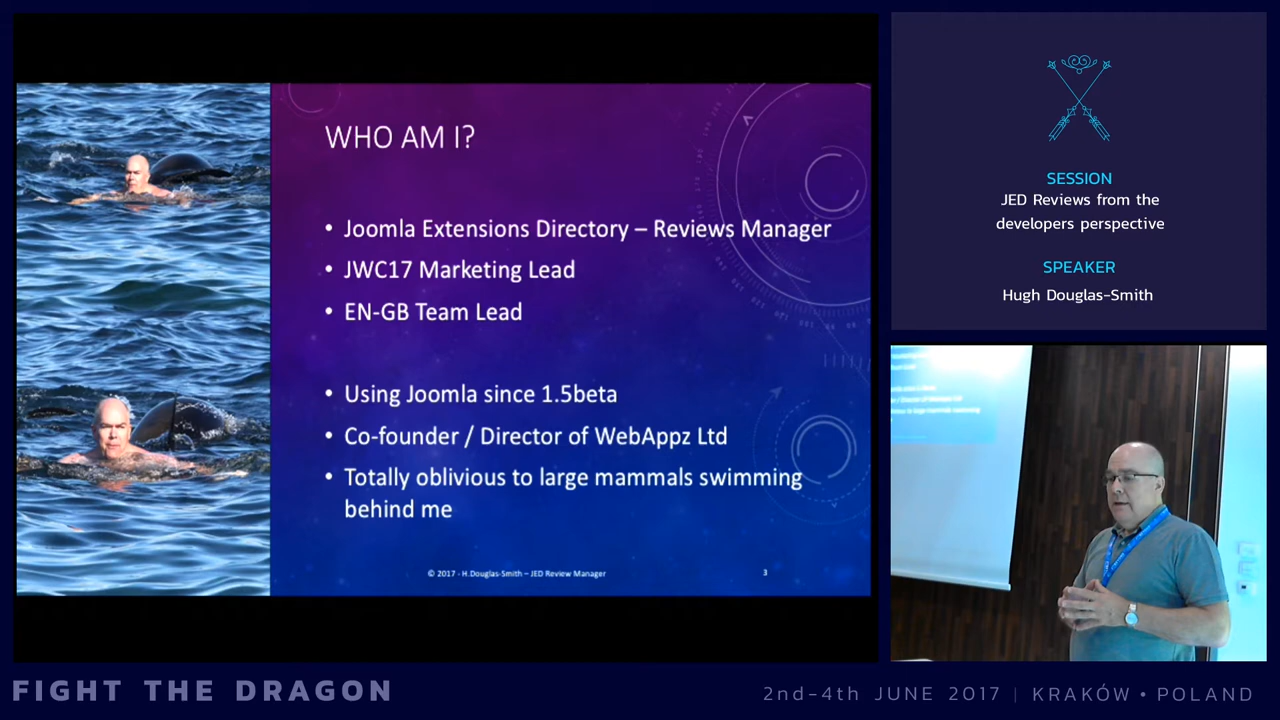 WHO AM I?
• Joomla Extensions Directory – Reviews Manager
• JWC17 Marketing Lead
• EN-GB Team Lead
• Using Joomla since 1.5beta
• Co-founder / Director of WebAppz Ltd
• Totally oblivious to large mammals swimming
behind me
© 2017 - H.Douglas-Smith – JED Review Manager
3
SESSION
JED Reviews from the
developers perspective
SPEAKER
Hugh Douglas-Smith
FIGHT THE DRAGON
2nd-4th JUNE 2017 | KRAKÓW • POLAND